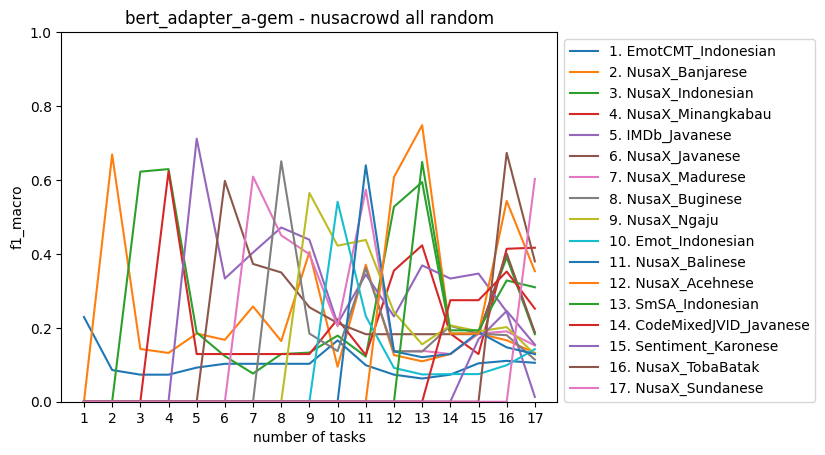 bert_adapter_a-gem - nusacrowd all random
1.0
0.8
0.6
0.4
0.2
0.0
f1_macro
1 2 3 4 5 6 7 8 9 10 11 12 13 14 15 16 17
number of tasks
1. EmotCMT_Indonesian
2. NusaX_Banjarese
3. NusaX_Indonesian
4. NusaX_Minangkabau
5. IMDb_Javanese
6. NusaX_Javanese
7. NusaX_Madurese
8. NusaX_Buginese
9. NusaX_Ngaju
10. Emot_Indonesian
11. NusaX_Balinese
12. NusaX_Acehnese
13. SmSA_Indonesian
14. CodeMixedJVID_Javanese
15. Sentiment_Karonese
16. NusaX_TobaBatak
17. NusaX_Sundanese